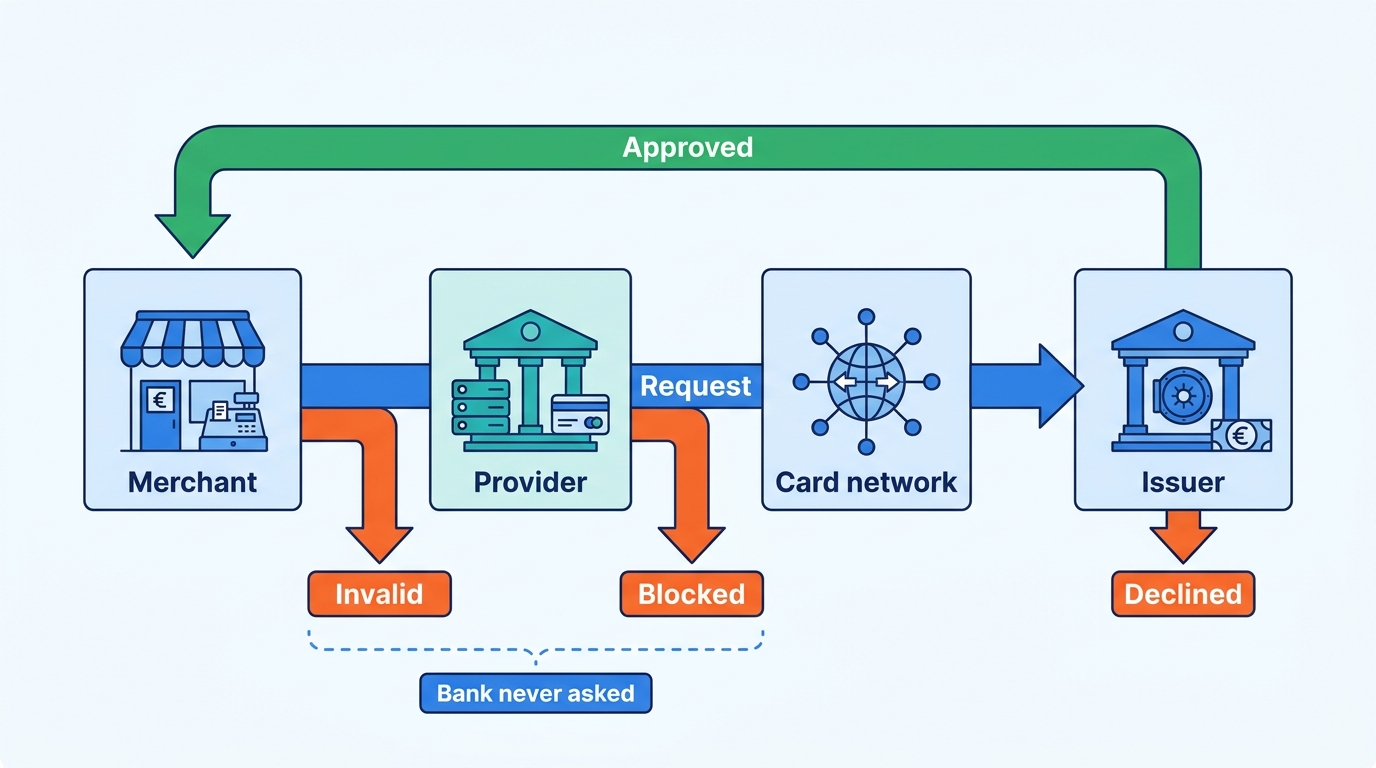 Approved
Request
€
€
Merchant
Provider
Card network
Issuer
Invalid
Blocked
Declined
Bank never asked